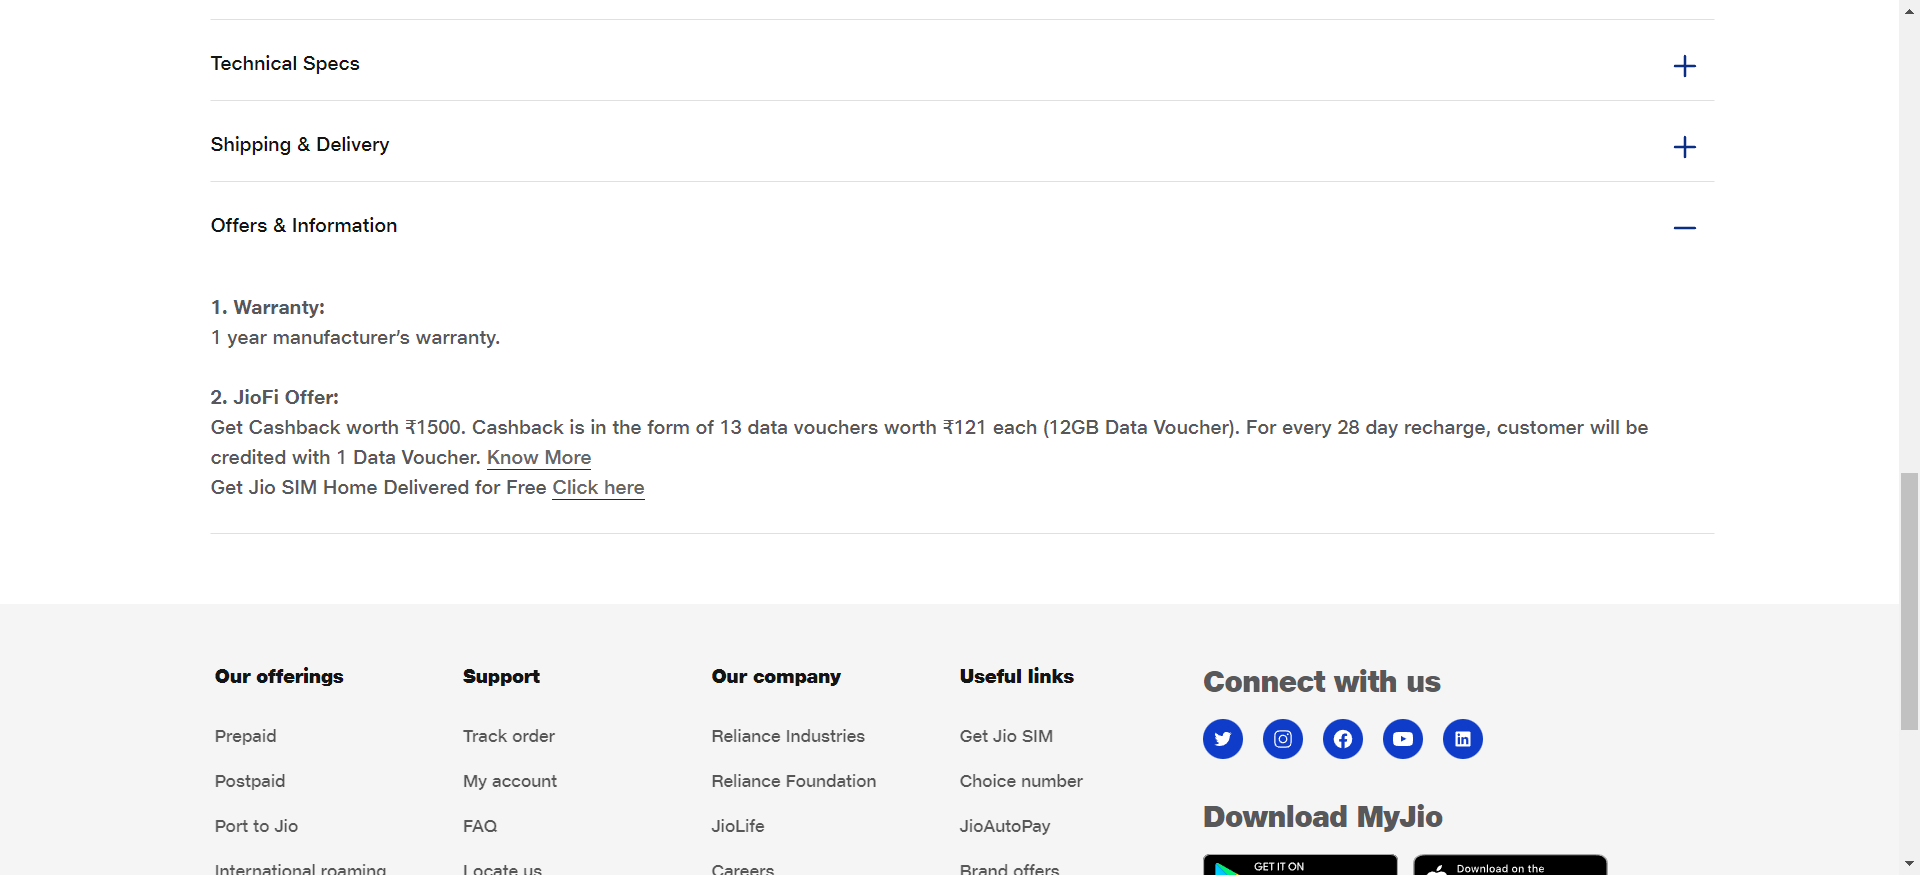 Technical Specs
Shipping & Delivery
Offers & Information
1. Warranty:
1 year manufacturer’s warranty.
2. JioFi Offer:
Get Cashback worth ₹1500. Cashback is in the form of 13 data vouchers worth ₹121 each (12GB Data Voucher). For every 28 day recharge, customer will be
credited with 1 Data Voucher. Know More
Get Jio SIM Home Delivered for Free Click here
Our offerings
Prepaid
Postpaid
Port to Jio
International roaming
Support
Track order
My account
FAQ
Locate us
Our company
Reliance Industries
Reliance Foundation
JioLife
Careers
Useful links
Get Jio SIM
Choice number
JioAutoPay
Brand offers
Connect with us
Download MyJio
GET IT ON
Download on the